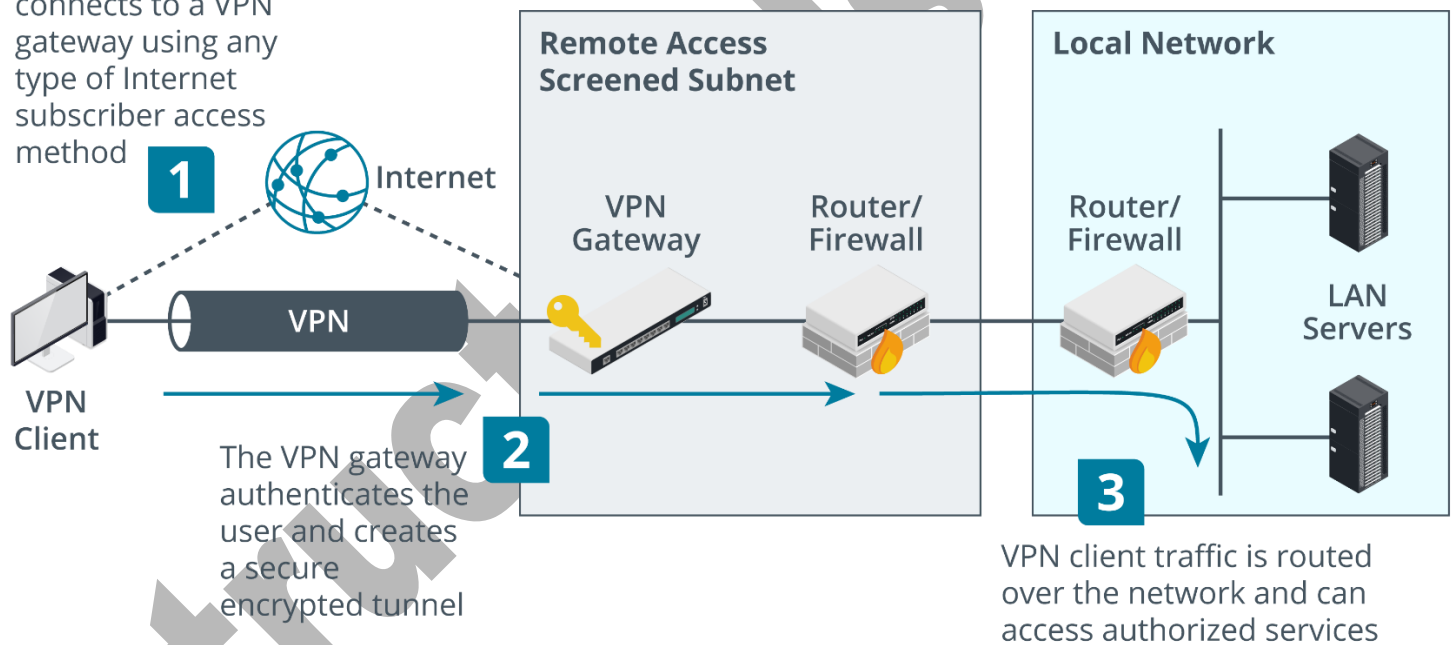 connects to a VPN
gateway using any
type of Internet
subscriber access
method
1
Internet
Remote Access
Screened Subnet
Local Network
VPN
Gateway
Router/
Firewall
Router/
Firewall
LAN
Servers
VPN
VPN
Client
2
The VPN gateway
authenticates the
user and creates
a secure
encrypted tunnel
3
VPN client traffic is routed
over the network and can
access authorized services